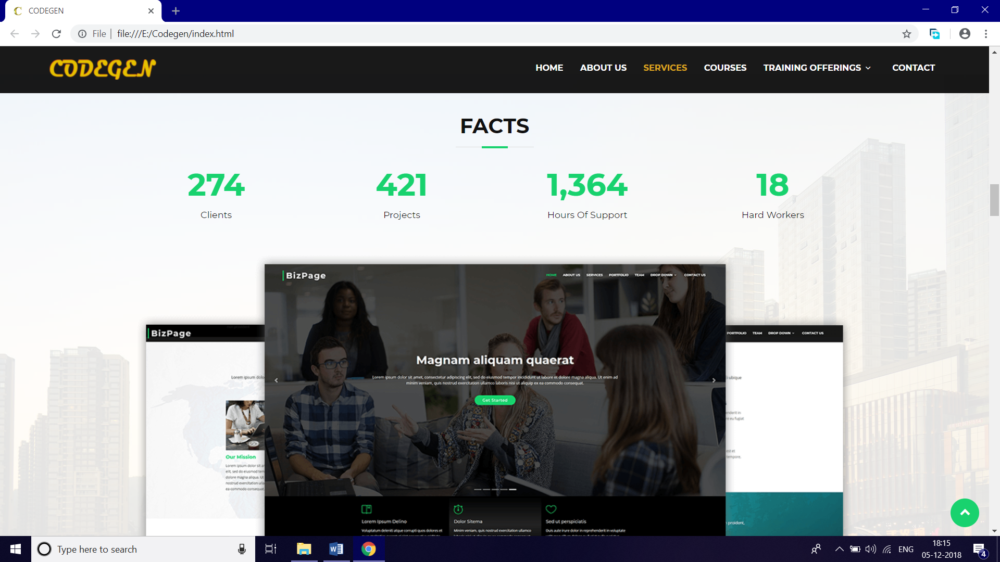 CODEGEN
File
file:///E:/Codegen/index.html
CODEGEN
HOME ABOUT US SERVICES COURSES TRAINING OFFERINGS CONTACT
FACTS
274 421 1,364 18
Clients Projects Hours Of Support Hard Workers
BizPage
HOME ABOUT US SERVICES PORTFOLIO TEAM DROP DOWN CONTACT US
BizPage
PORTFOLIO TEAM DROP DOWN CONTACT US
Magnam aliquam quaerat
Lorem ipsum dolor sit amet, consectetur adipiscing elit, sed do eiusmod tempor incididunt ut labore et dolore magna aliqua. Ut enim ad
minim veniam, quis nostrud exercitation ullamco laboris nisi ut aliquip ex ea commodo consequat.
Get Started
Lorem ipsum dolo
Our Mission
Lorem ipsum dolor sit a
elit, sed do eiusmod tem
dolore magna aliqua. Ut
nostrud exercitation ulla
ea commodo consequat.
ubique
enderit in
re eu fugiat
est et
tempore.
proident,
Lorem Ipsum Delino
Voluptatum deleniti atque corrupti quos dolores et
Dolor Sitema
Minim veniam, quis nostrud exercitation ullamco
Sed ut perspiciatis
Duis aute irure dolor in reprehenderit in voluptate
Type here to search
ENG
18:15
05-12-2018
4